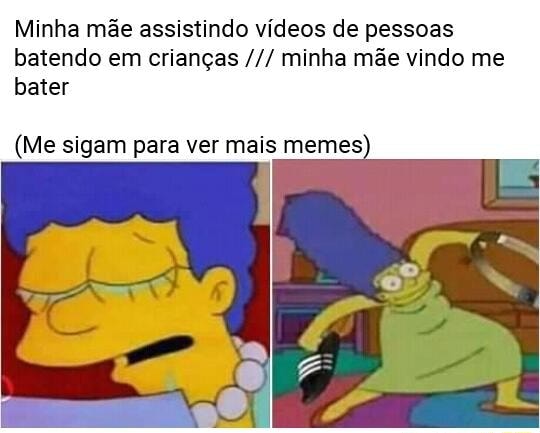 Minha mãe assistindo vídeos de pessoas
batendo em crianças /// minha mãe vindo me
bater
(Me sigam para ver mais memes)